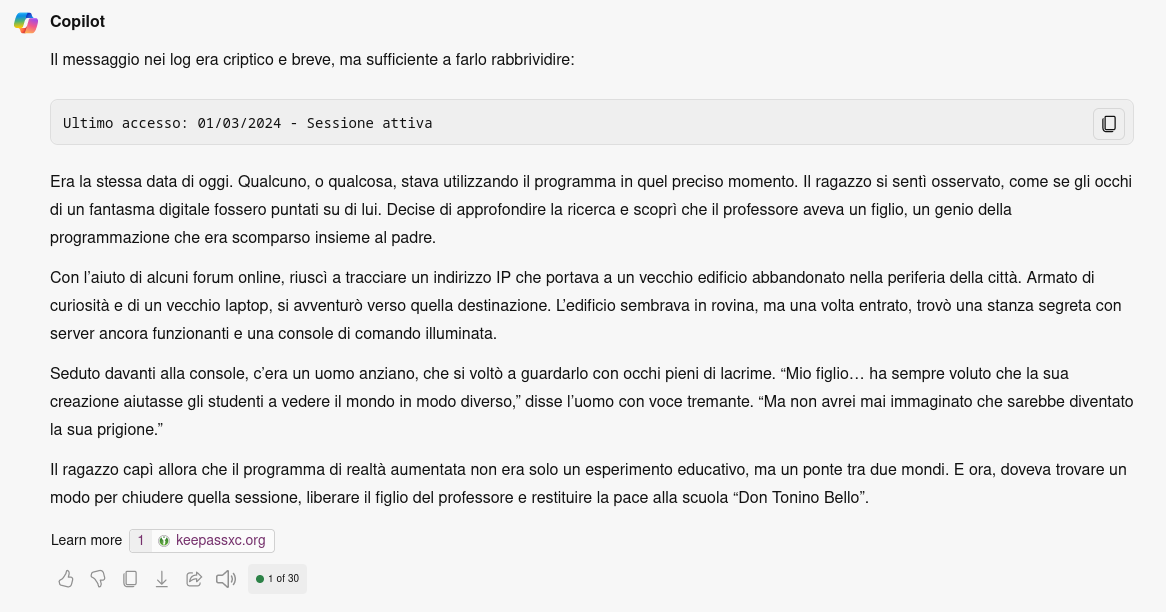 Copilot
Il messaggio nei log era criptico e breve, ma sufficiente a farlo rabbrividire:
Ultimo accesso: 01/03/2024 - Sessione attiva
Era la stessa data di oggi. Qualcuno, o qualcosa, stava utilizzando il programma in quel preciso momento. Il ragazzo si sentì osservato, come se gli occhi
di un fantasma digitale fossero puntati su di lui. Decise di approfondire la ricerca e scoprì che il professore aveva un figlio, un genio della
programmazione che era scomparso insieme al padre.
Con l’aiuto di alcuni forum online, riuscì a tracciare un indirizzo IP che portava a un vecchio edificio abbandonato nella periferia della città. Armato di
curiosità e di un vecchio laptop, si avventurò verso quella destinazione. L’edificio sembrava in rovina, ma una volta entrato, trovò una stanza segreta con
server ancora funzionanti e una console di comando illuminata.
Seduto davanti alla console, c’era un uomo anziano, che si voltò a guardarlo con occhi pieni di lacrime. “Mio figlio… ha sempre voluto che la sua
creazione aiutasse gli studenti a vedere il mondo in modo diverso,” disse l’uomo con voce tremante. “Ma non avrei mai immaginato che sarebbe diventato
la sua prigione.”
Il ragazzo capì allora che il programma di realtà aumentata non era solo un esperimento educativo, ma un ponte tra due mondi. E ora, doveva trovare un
modo per chiudere quella sessione, liberare il figlio del professore e restituire la pace alla scuola “Don Tonino Bello”.
Learn more 1 keepassxc.org
1 of 30